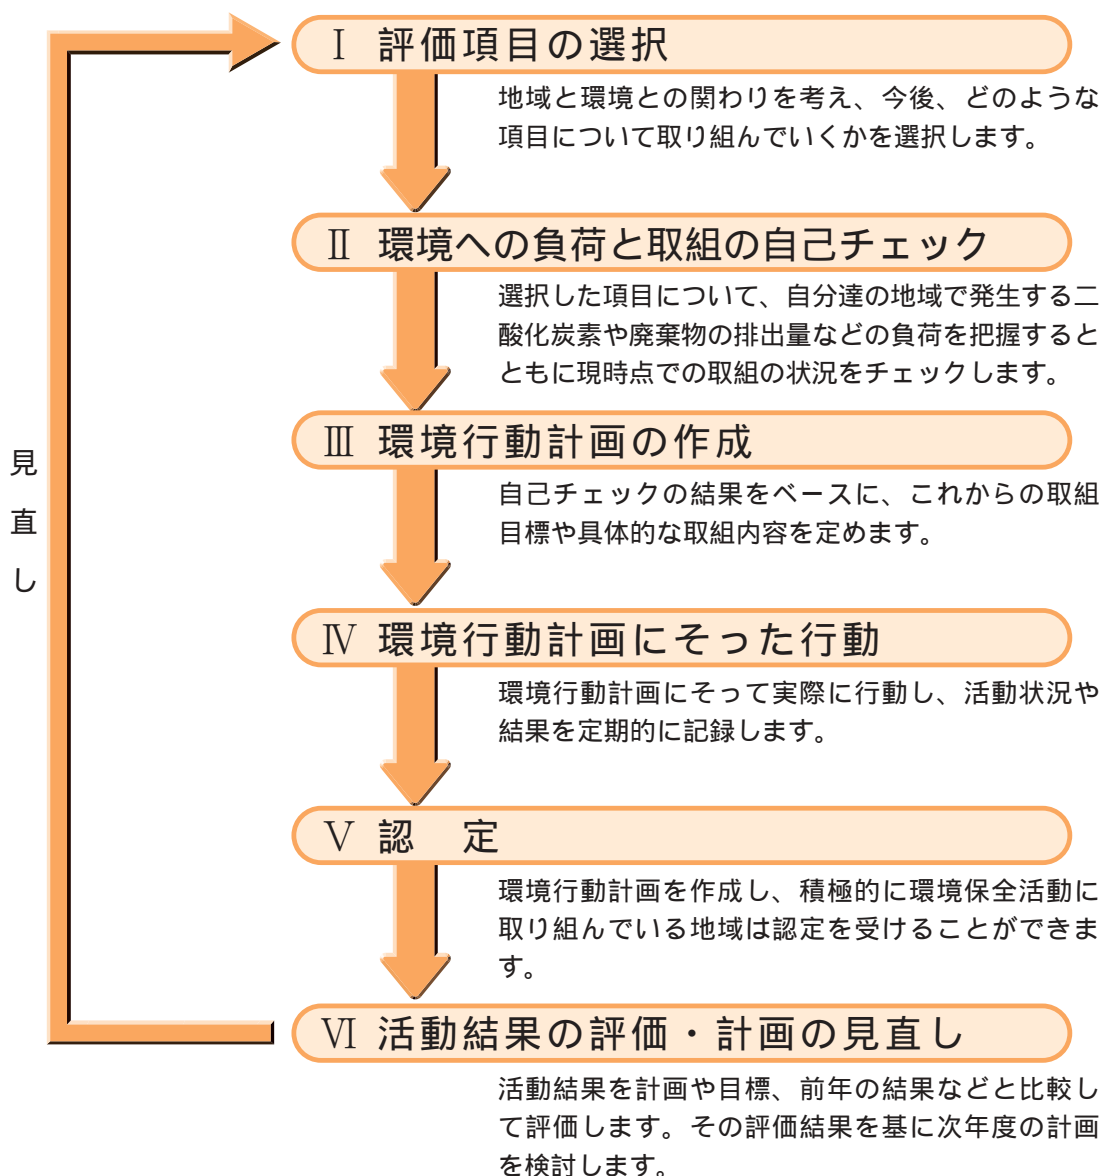 Ⅰ 評価項目の選択
地域と環境との関わりを考え、今後、どのような
項目について取り組んでいくかを選択します。
Ⅱ 環境への負荷と取組の自己チェック
選択した項目について、自分達の地域で発生する二
酸化炭素や廃棄物の排出量などの負荷を把握すると
ともに現時点での取組の状況をチェックします。
Ⅲ 環境行動計画の作成
自己チェックの結果をベースに、これからの取組
目標や具体的な取組内容を定めます。
Ⅳ 環境行動計画にそった行動
環境行動計画にそって実際に行動し、活動状況や
結果を定期的に記録します。
Ⅴ 認　定
環境行動計画を作成し、積極的に環境保全活動に
取り組んでいる地域は認定を受けることができま
す。
Ⅵ 活動結果の評価・計画の見直し
活動結果を計画や目標、前年の結果などと比較し
て評価します。その評価結果を基に次年度の計画
を検討します。
見直し